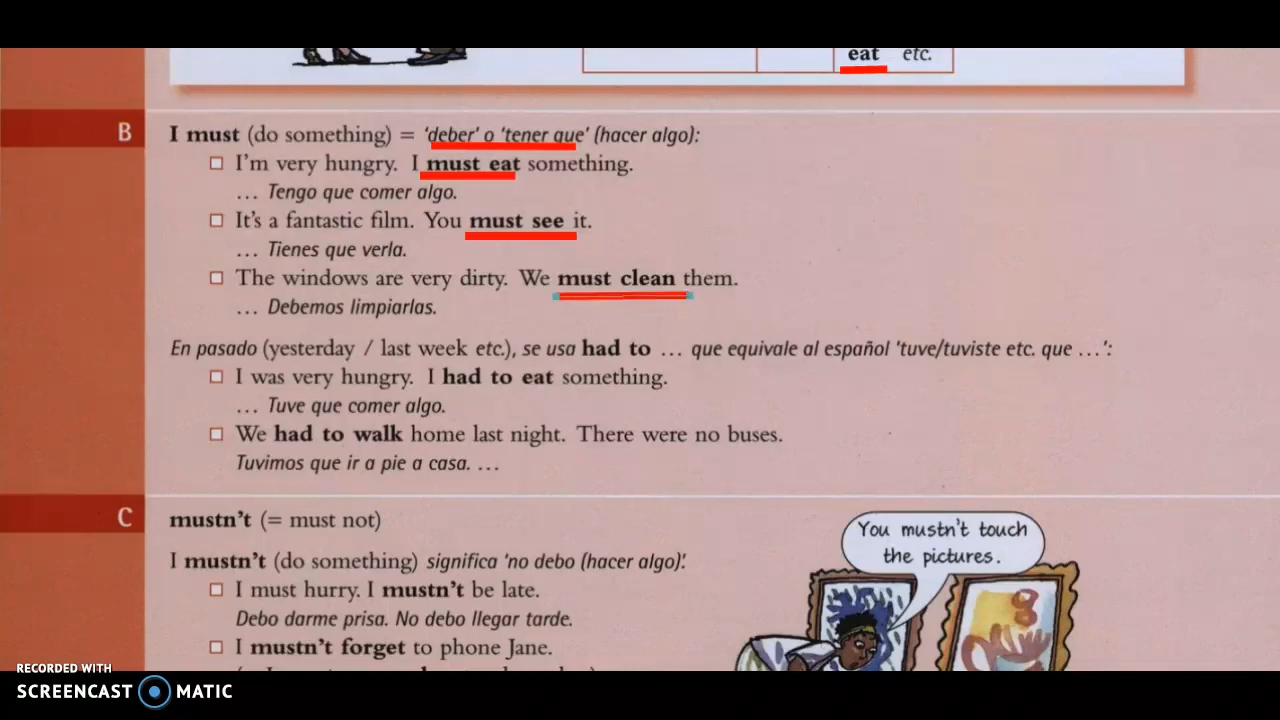 eat etc.
B
I must (do something) = 'deber' o 'tener que' (hacer algo):
I'm very hungry. I must eat something.
... Tengo que comer algo.
It's a fantastic film. You must see it.
... Tienes que verla.
The windows are very dirty. We must clean them.
... Debemos limpiarlas.
En pasado (yesterday / last week etc.), se usa had to ... que equivale al español 'tuve/tuviste etc. que ...':
I was very hungry. I had to eat something.
... Tuve que comer algo.
We had to walk home last night. There were no buses.
Tuvimos que ir a pie a casa. ...
C
mustn't (= must not)
I mustn't (do something) significa 'no debo (hacer algo)'.
I must hurry. I mustn't be late.
Debo darme prisa. No debo llegar tarde.
I mustn't forget to phone Jane.
You mustn't touch
the pictures.
RECORDED WITH
SCREENCAST MATIC